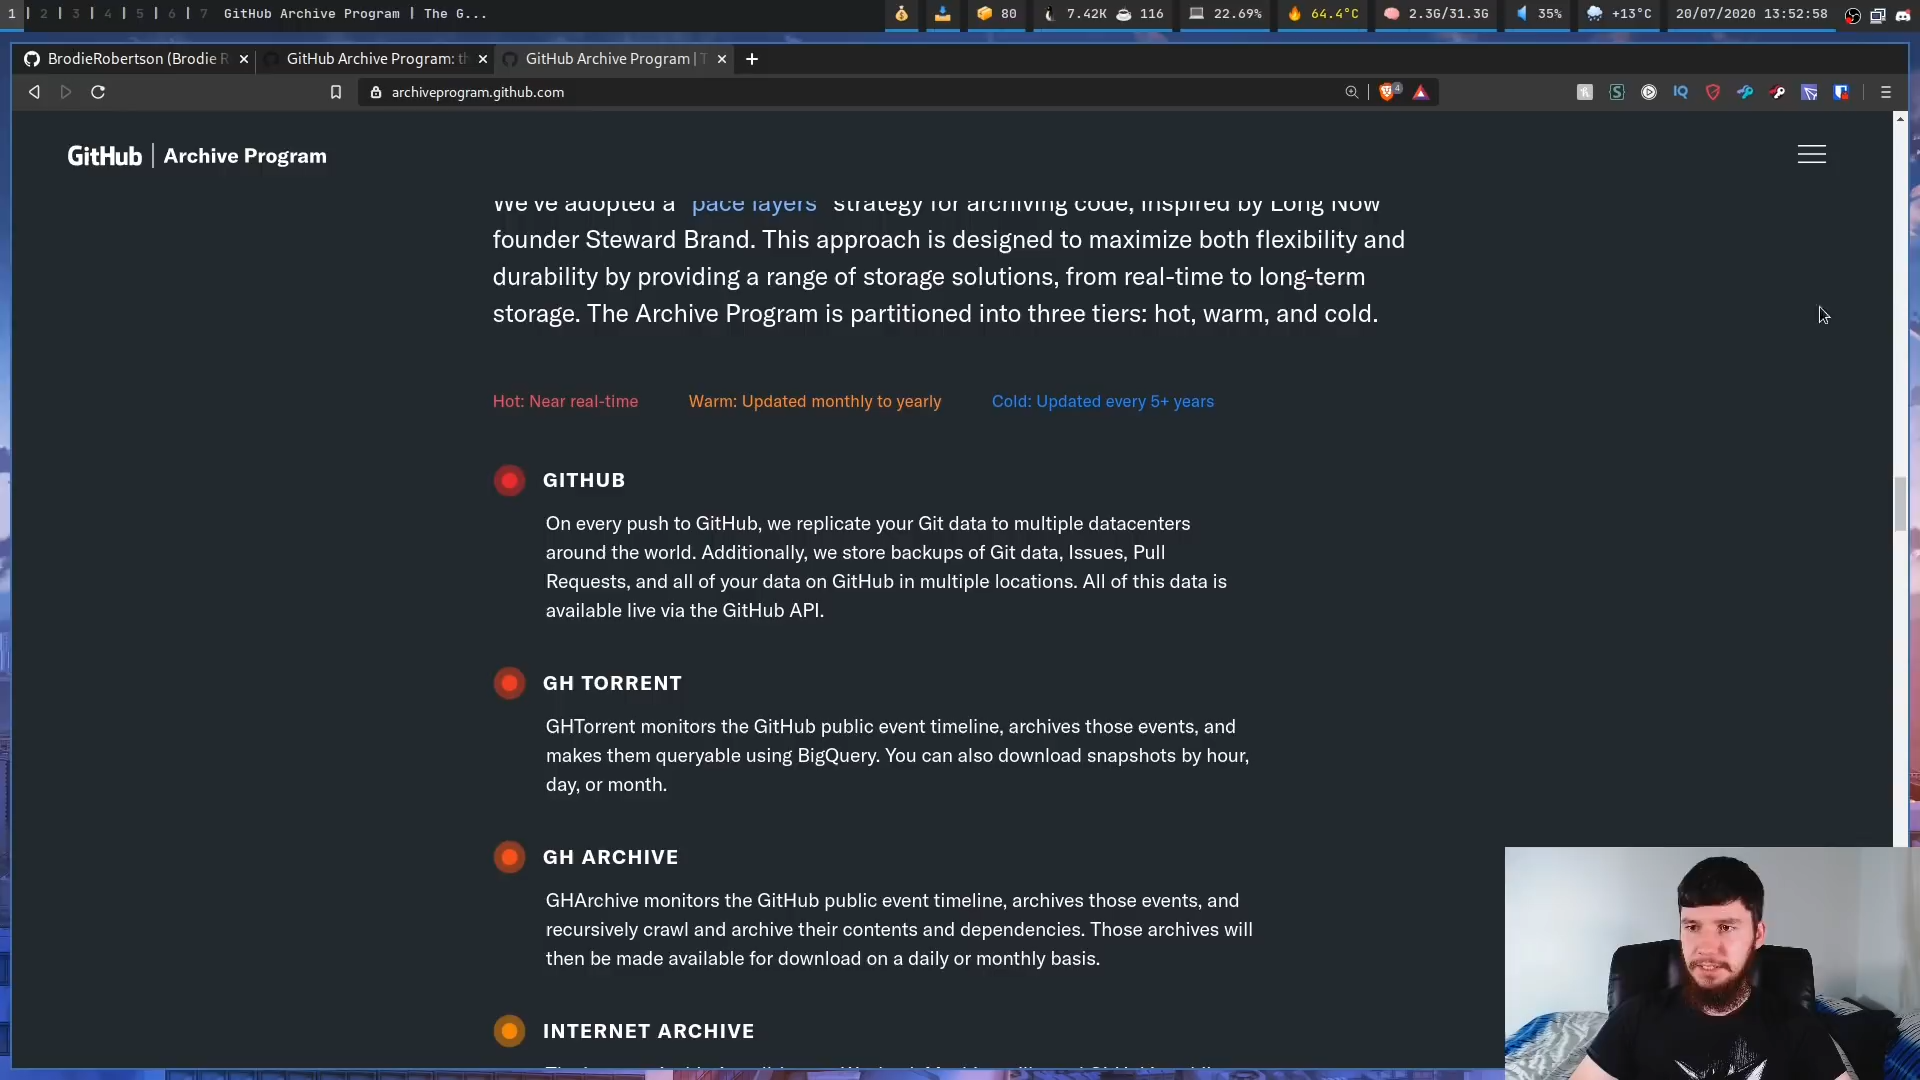 1 | 2 | 3 | 4 | 5 | 6 | 7 GitHub Archive Program | The G...
80 7.42K 116 22.69% 64.4°C 2.3G/31.3G 35% +13°C 20/07/2020 13:52:58
BrodieRobertson (Brodie R GitHub Archive Program: th GitHub Archive Program | T
archiveprogram.github.com
4
IQ
GitHub | Archive Program
We've adopted a "pace layers" strategy for archiving code, inspired by Long Now
founder Steward Brand. This approach is designed to maximize both flexibility and
durability by providing a range of storage solutions, from real-time to long-term
storage. The Archive Program is partitioned into three tiers: hot, warm, and cold.
Hot: Near real-time Warm: Updated monthly to yearly Cold: Updated every 5+ years
GITHUB
On every push to GitHub, we replicate your Git data to multiple datacenters
around the world. Additionally, we store backups of Git data, Issues, Pull
Requests, and all of your data on GitHub in multiple locations. All of this data is
available live via the GitHub API.
GH TORRENT
GHTorrent monitors the GitHub public event timeline, archives those events, and
makes them queryable using BigQuery. You can also download snapshots by hour,
day, or month.
GH ARCHIVE
GHArchive monitors the GitHub public event timeline, archives those events, and
recursively crawl and archive their contents and dependencies. Those archives will
then be made available for download on a daily or monthly basis.
INTERNET ARCHIVE